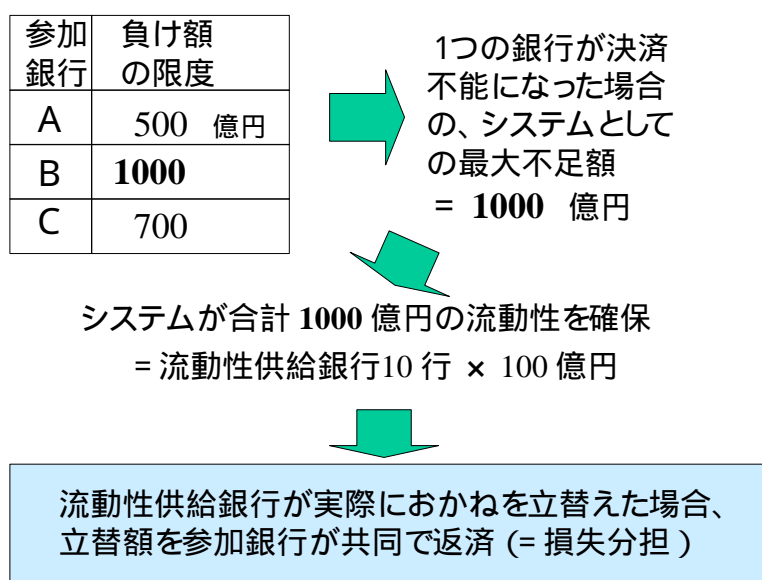 参加
銀行
負け額
の限度
A
500 億円
B
1000
C
700
1つの銀行が決済
不能になった場合
の、システムとして
の最大不足額
= 1000 億円
システムが合計 1000 億円の流動性を確保
= 流動性供給銀行10 行 × 100 億円
流動性供給銀行が実際におかねを立替えた場合、
立替額を参加銀行が共同で返済 (= 損失分担 )